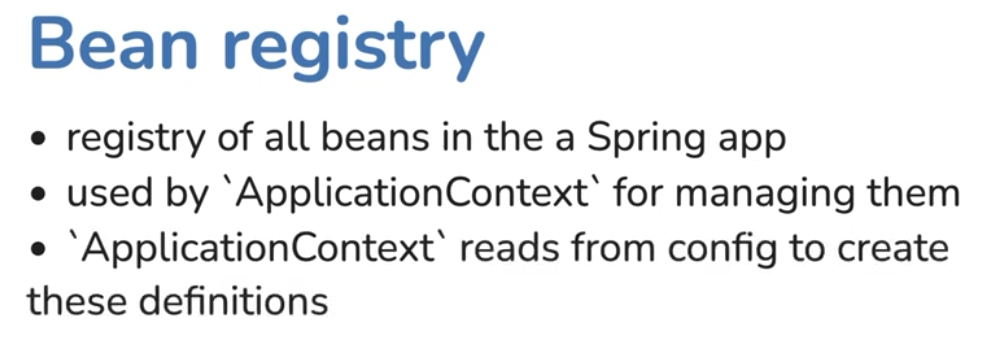 Bean registry
• registry of all beans in the a Spring app
• used by `ApplicationContext` for managing them
• `ApplicationContext` reads from config to create
these definitions